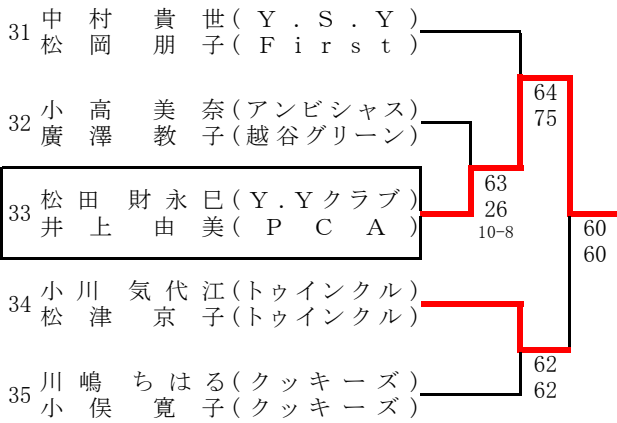 31 中村貴世(Y.S.Y)
松岡朋子(First)
32 小高美奈(アンビシャス)
廣澤教子(越谷グリーン)
33 松田財永巳(Y.Yクラブ)
井上由美(PCA)
34 小川気代江(トゥインクル)
松津京子(トゥインクル)
35 川嶋ちはる(クッキーズ)
小俣寛子(クッキーズ)
64
75
63
26
10-8
60
60
62
62